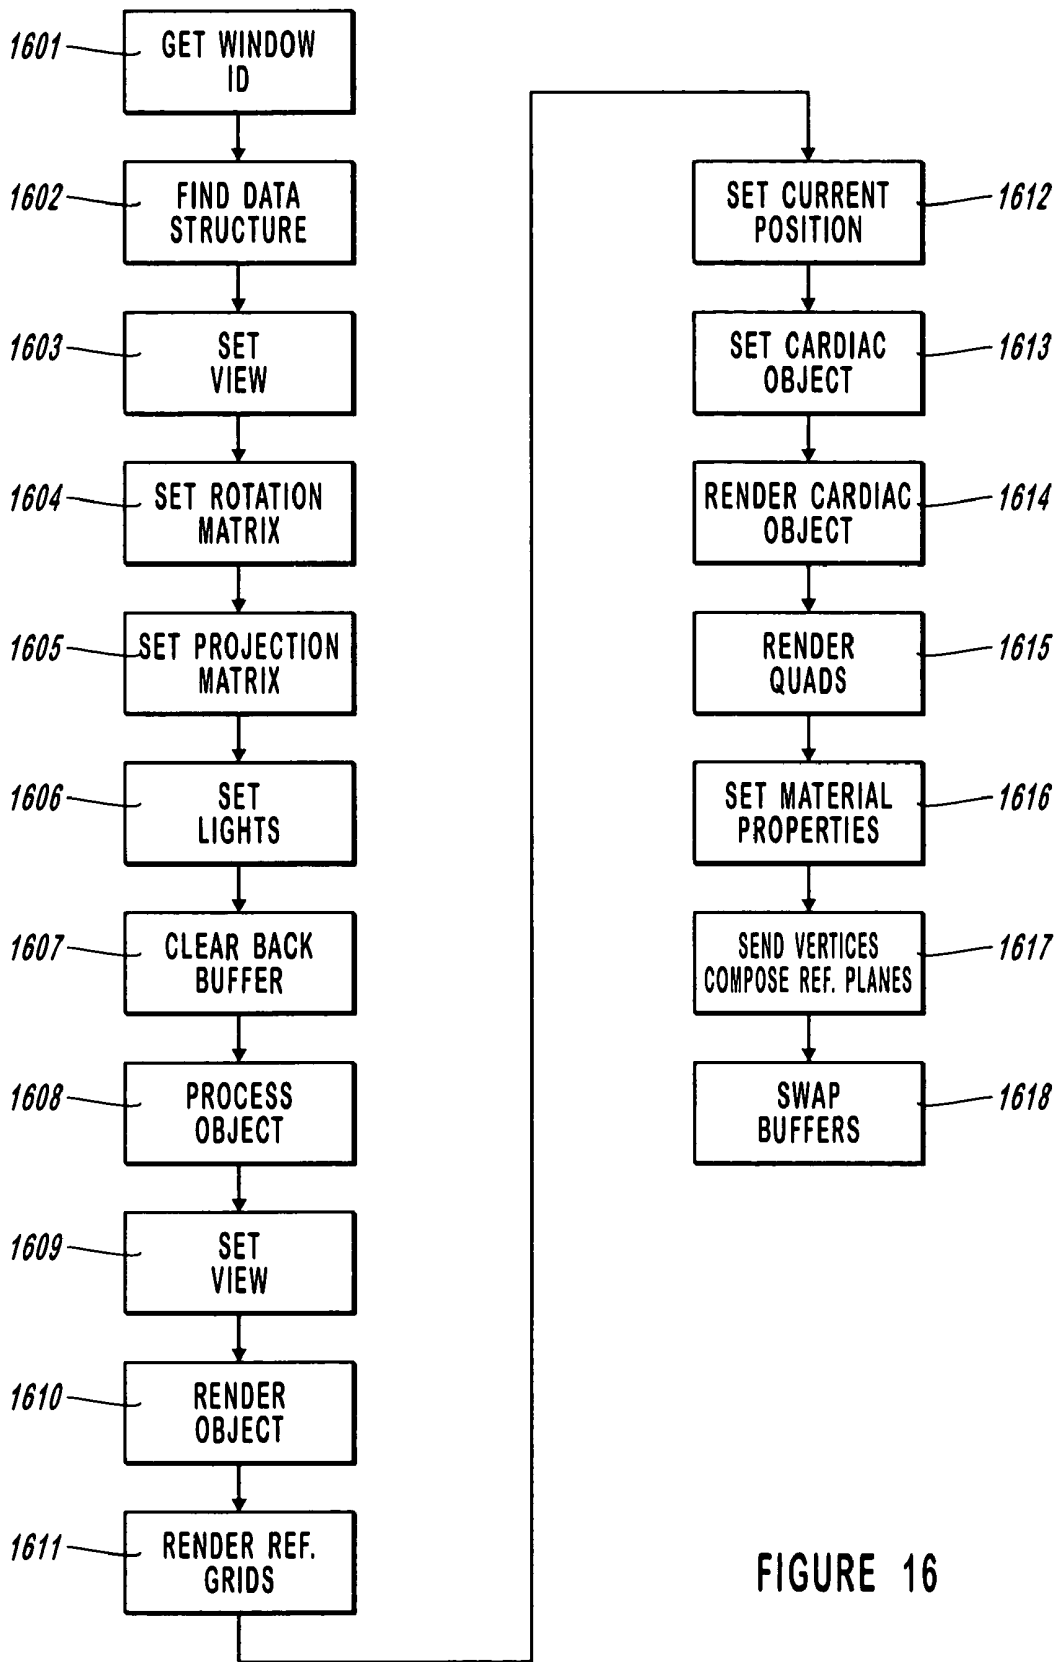 1601
GET WINDOW
ID
1602
FIND DATA
STRUCTURE
1603
SET
VIEW
1604
SET ROTATION
MATRIX
1605
SET PROJECTION
MATRIX
1606
SET
LIGHTS
1607
CLEAR BACK
BUFFER
1608
PROCESS
OBJECT
1609
SET
VIEW
1610
RENDER
OBJECT
1611
RENDER REF.
GRIDS
SET CURRENT
POSITION
1612
SET CARDIAC
OBJECT
1613
RENDER CARDIAC
OBJECT
1614
RENDER
QUADS
1615
SET MATERIAL
PROPERTIES
1616
SEND VERTICES
COMPOSE REF. PLANES
1617
SWAP
BUFFERS
1618
FIGURE 16